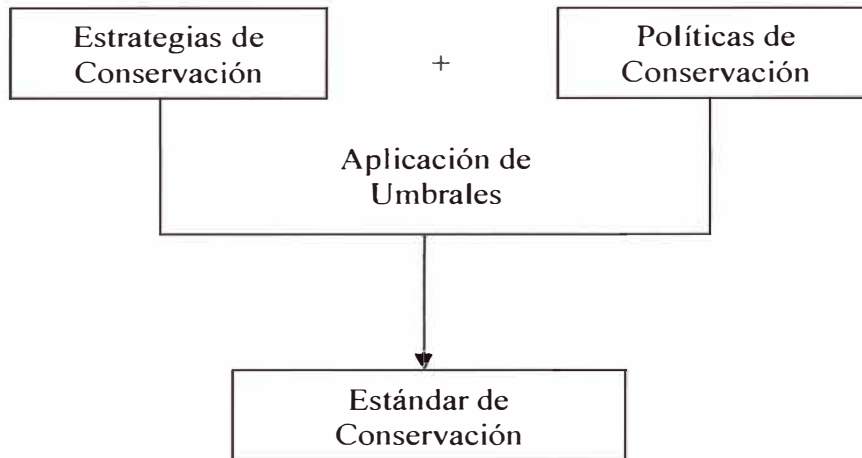 Estrategias de
Conservación
+
Políticas de
Conservación
Aplicación de
Umbrales
Estándar de
Conservación